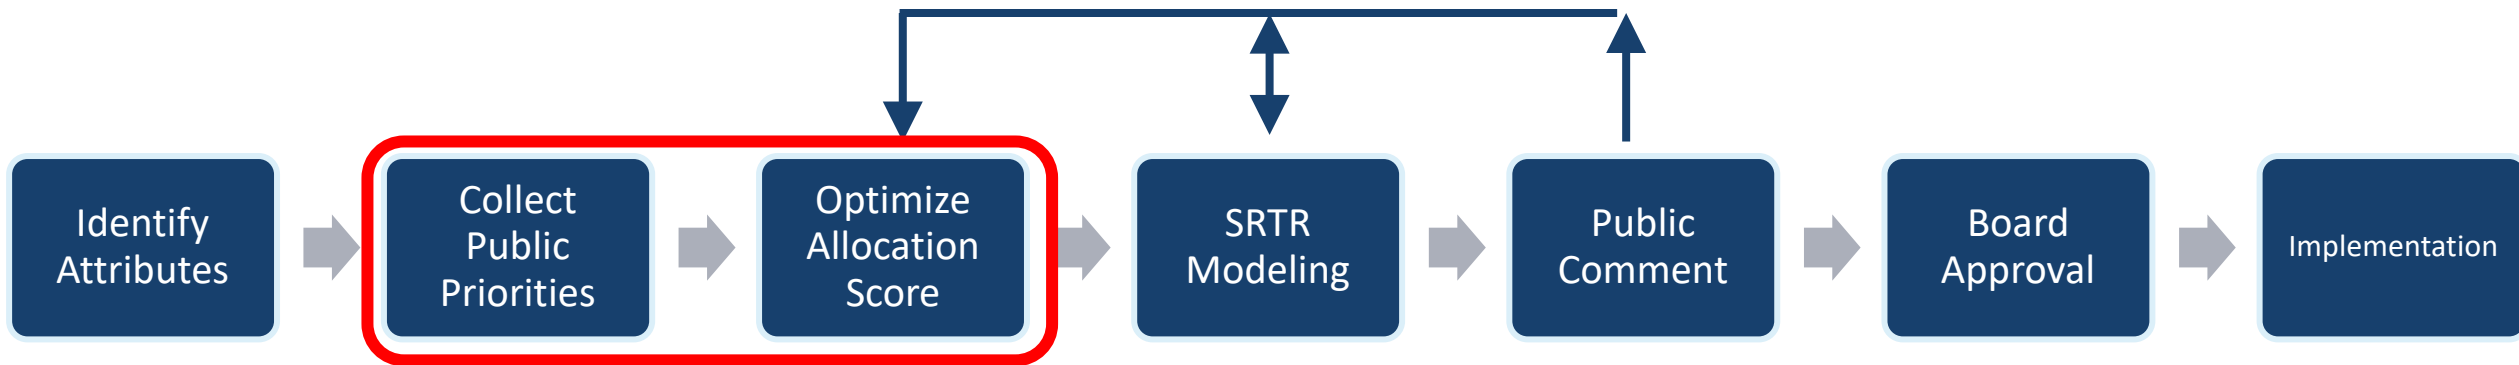 Identify
Attributes
Collect
Public
Priorities
Optimize
Allocation
Score
SRTR
Modeling
Public
Comment
Board
Approval
Implementation